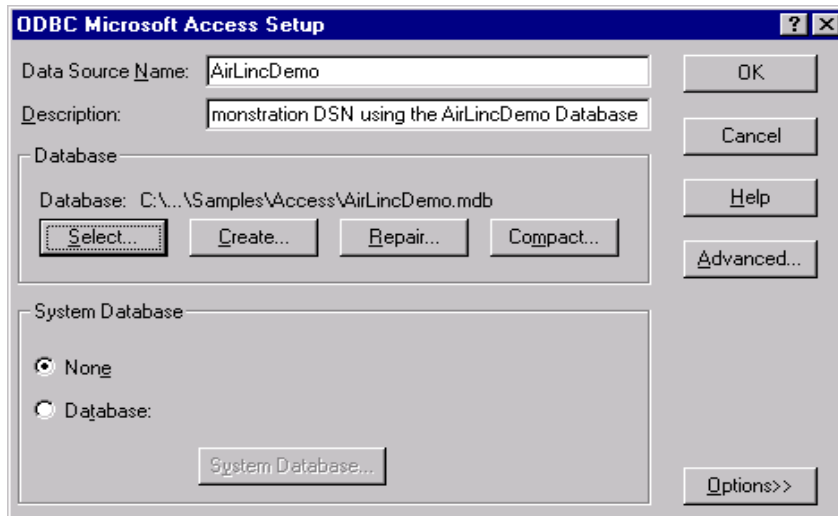 ODBC Microsoft Access Setup
Data Source Name: AirLincDemo
OK
Description: monstration DSN using the AirLincDemo Database
Cancel
Database
Database: C:\...\Samples\Access\AirLincDemo.mdb
Help
Select... Create... Repair... Compact...
Advanced...
System Database
None
Database:
System Database...
Options>>